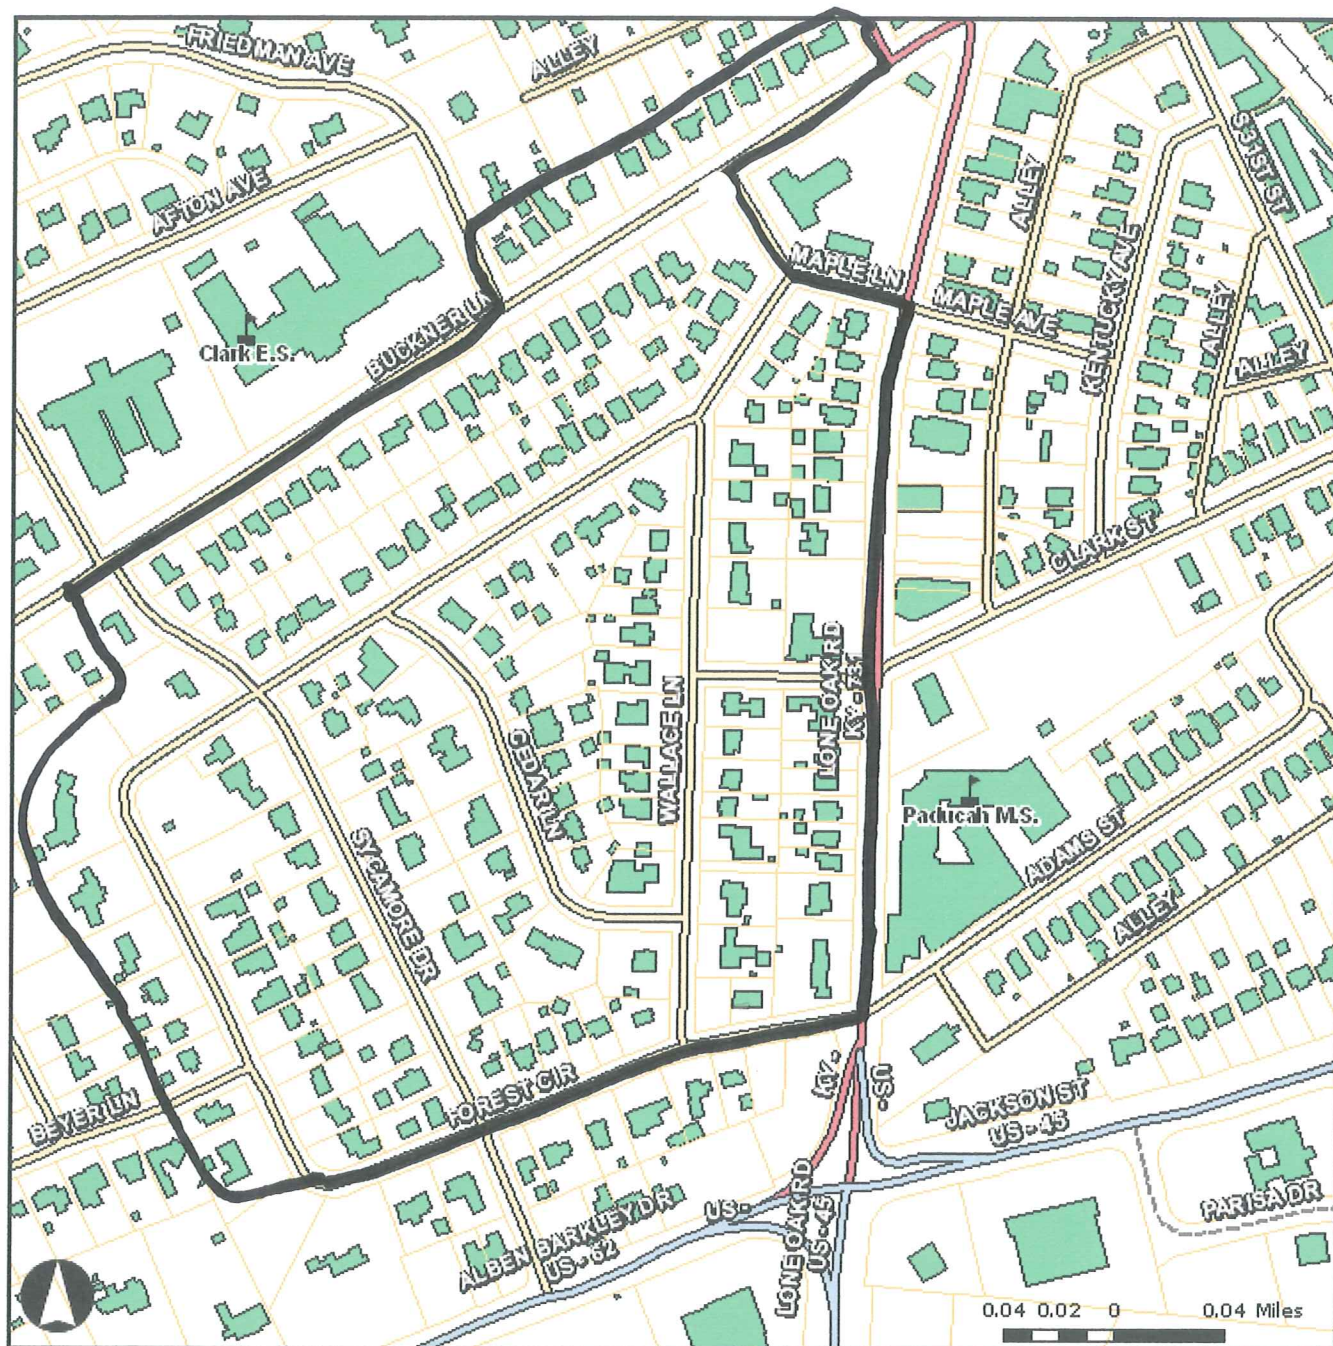 FRIEDMAN AVE
ALLEY
AFTON AVE
S 31ST ST
ALLEY
KENTUCKY AVE
MAPLE LN
MAPLE AVE
ALLEY
ALLEY
Clark E.S.
BUCKNER LN
CLARK ST
LONE OAK RD
KY - 731
WALLACE LN
CEDAR LN
SYCAMORE DR
Paducah M.S.
ADAMS ST
ALLEY
FOREST CIR
BEYER LN
KY -
US -
JACKSON ST
US - 45
ALBEN BARKLEY DR
US - 62
US -
LONE OAK RD
US - 45
PARISA DR
0.04 0.02 0 0.04 Miles